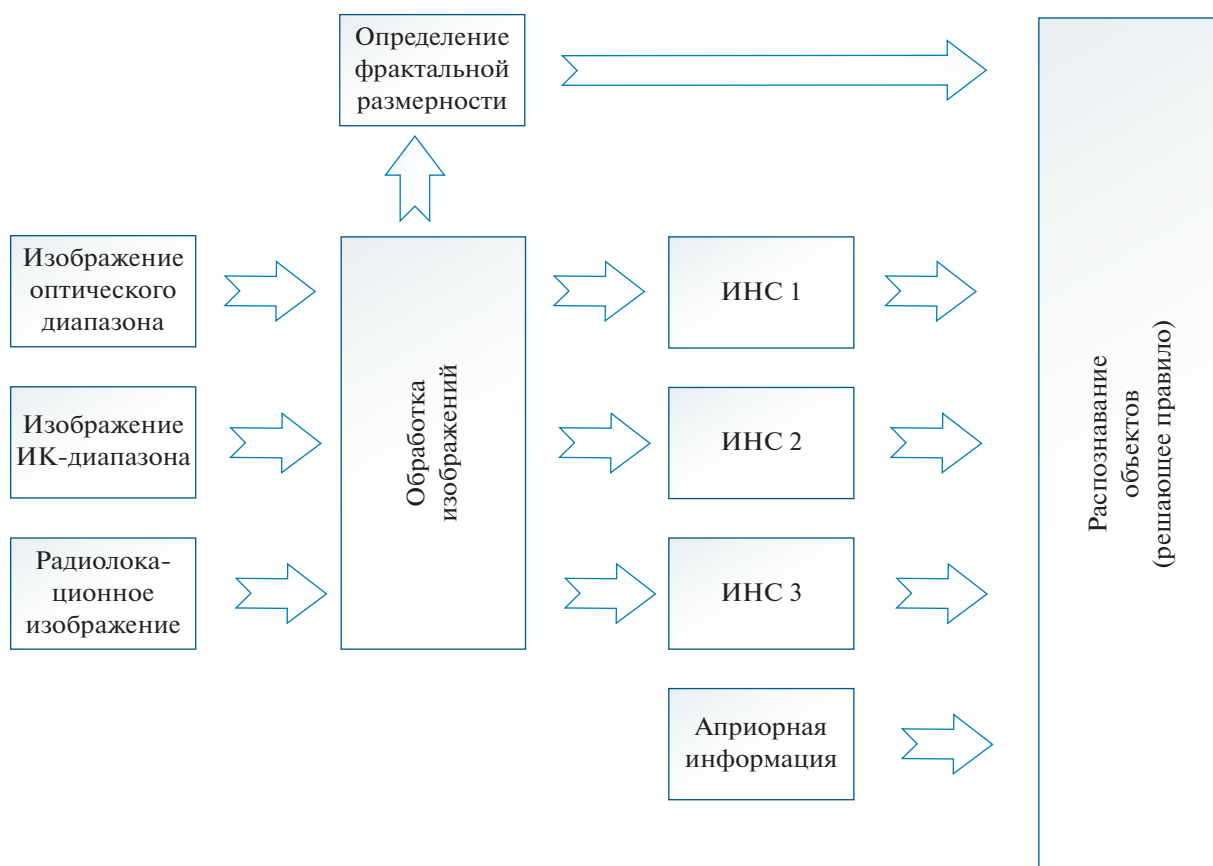 Определение
фрактальной
размерности
Изображение
оптического
диапазона
Изображение
ИК-диапазона
Радиолока-
ционное
изображение
Обработка
изображений
ИНС 1
ИНС 2
ИНС 3
Априорная
информация
Распознавание
объектов
(решающее правило)